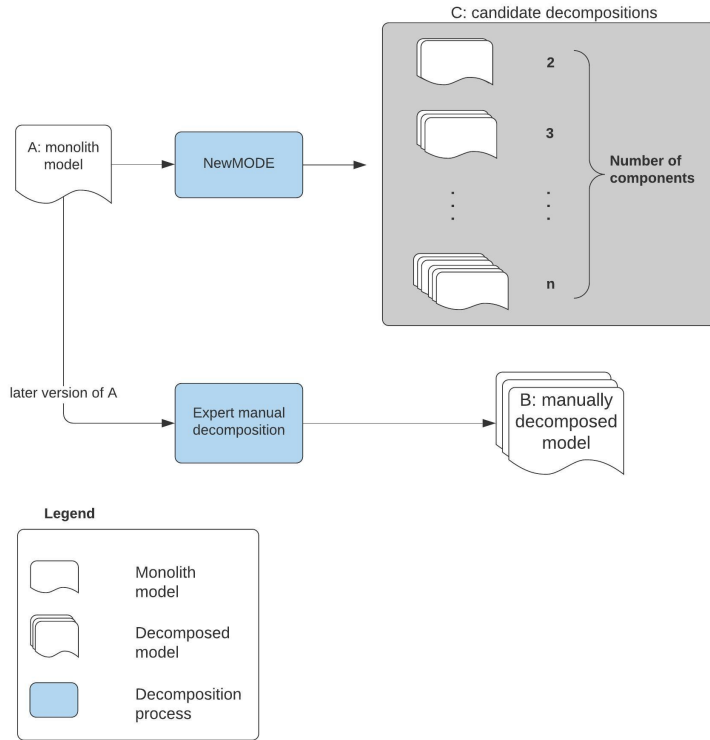 C: candidate decompositions
2
A: monolith
model
NewMODE
3
Number of
components
n
later version of A
Expert manual
decomposition
B: manually
decomposed
model
Legend
Monolith
model
Decomposed
model
Decomposition
process